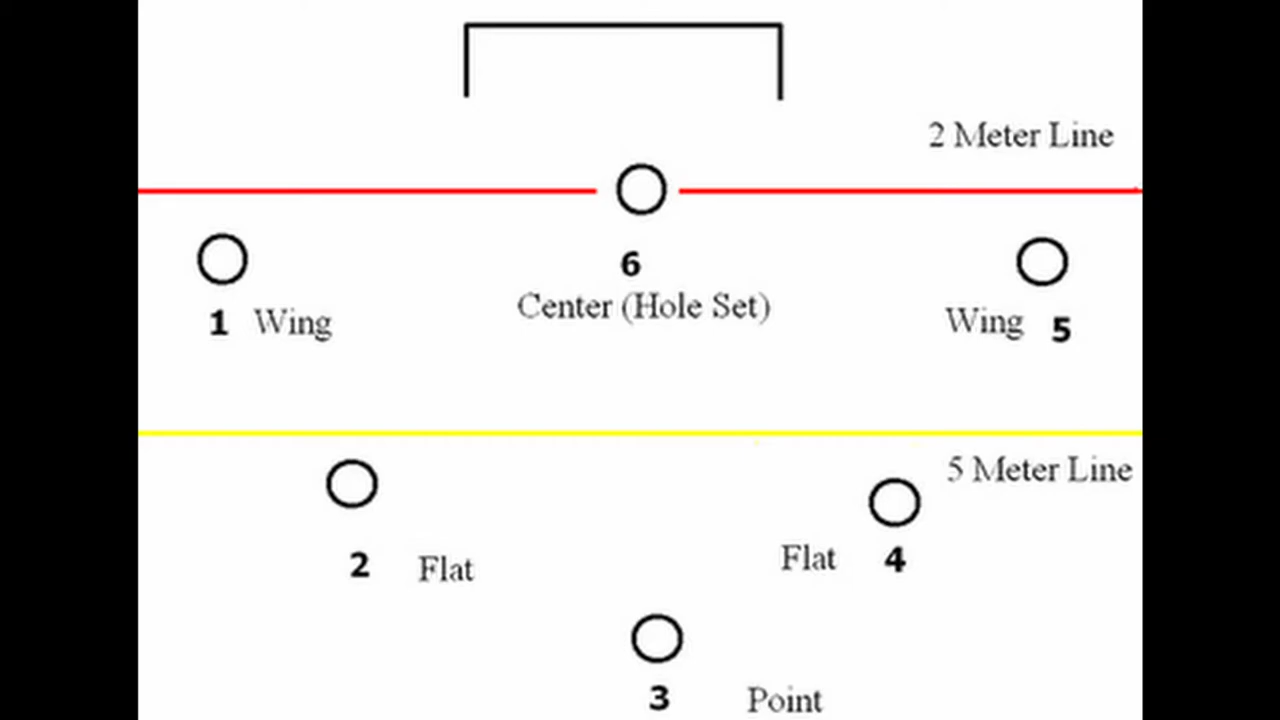 2 Meter Line
6
Center (Hole Set)
1 Wing
Wing 5
5 Meter Line
2 Flat
Flat 4
3 Point